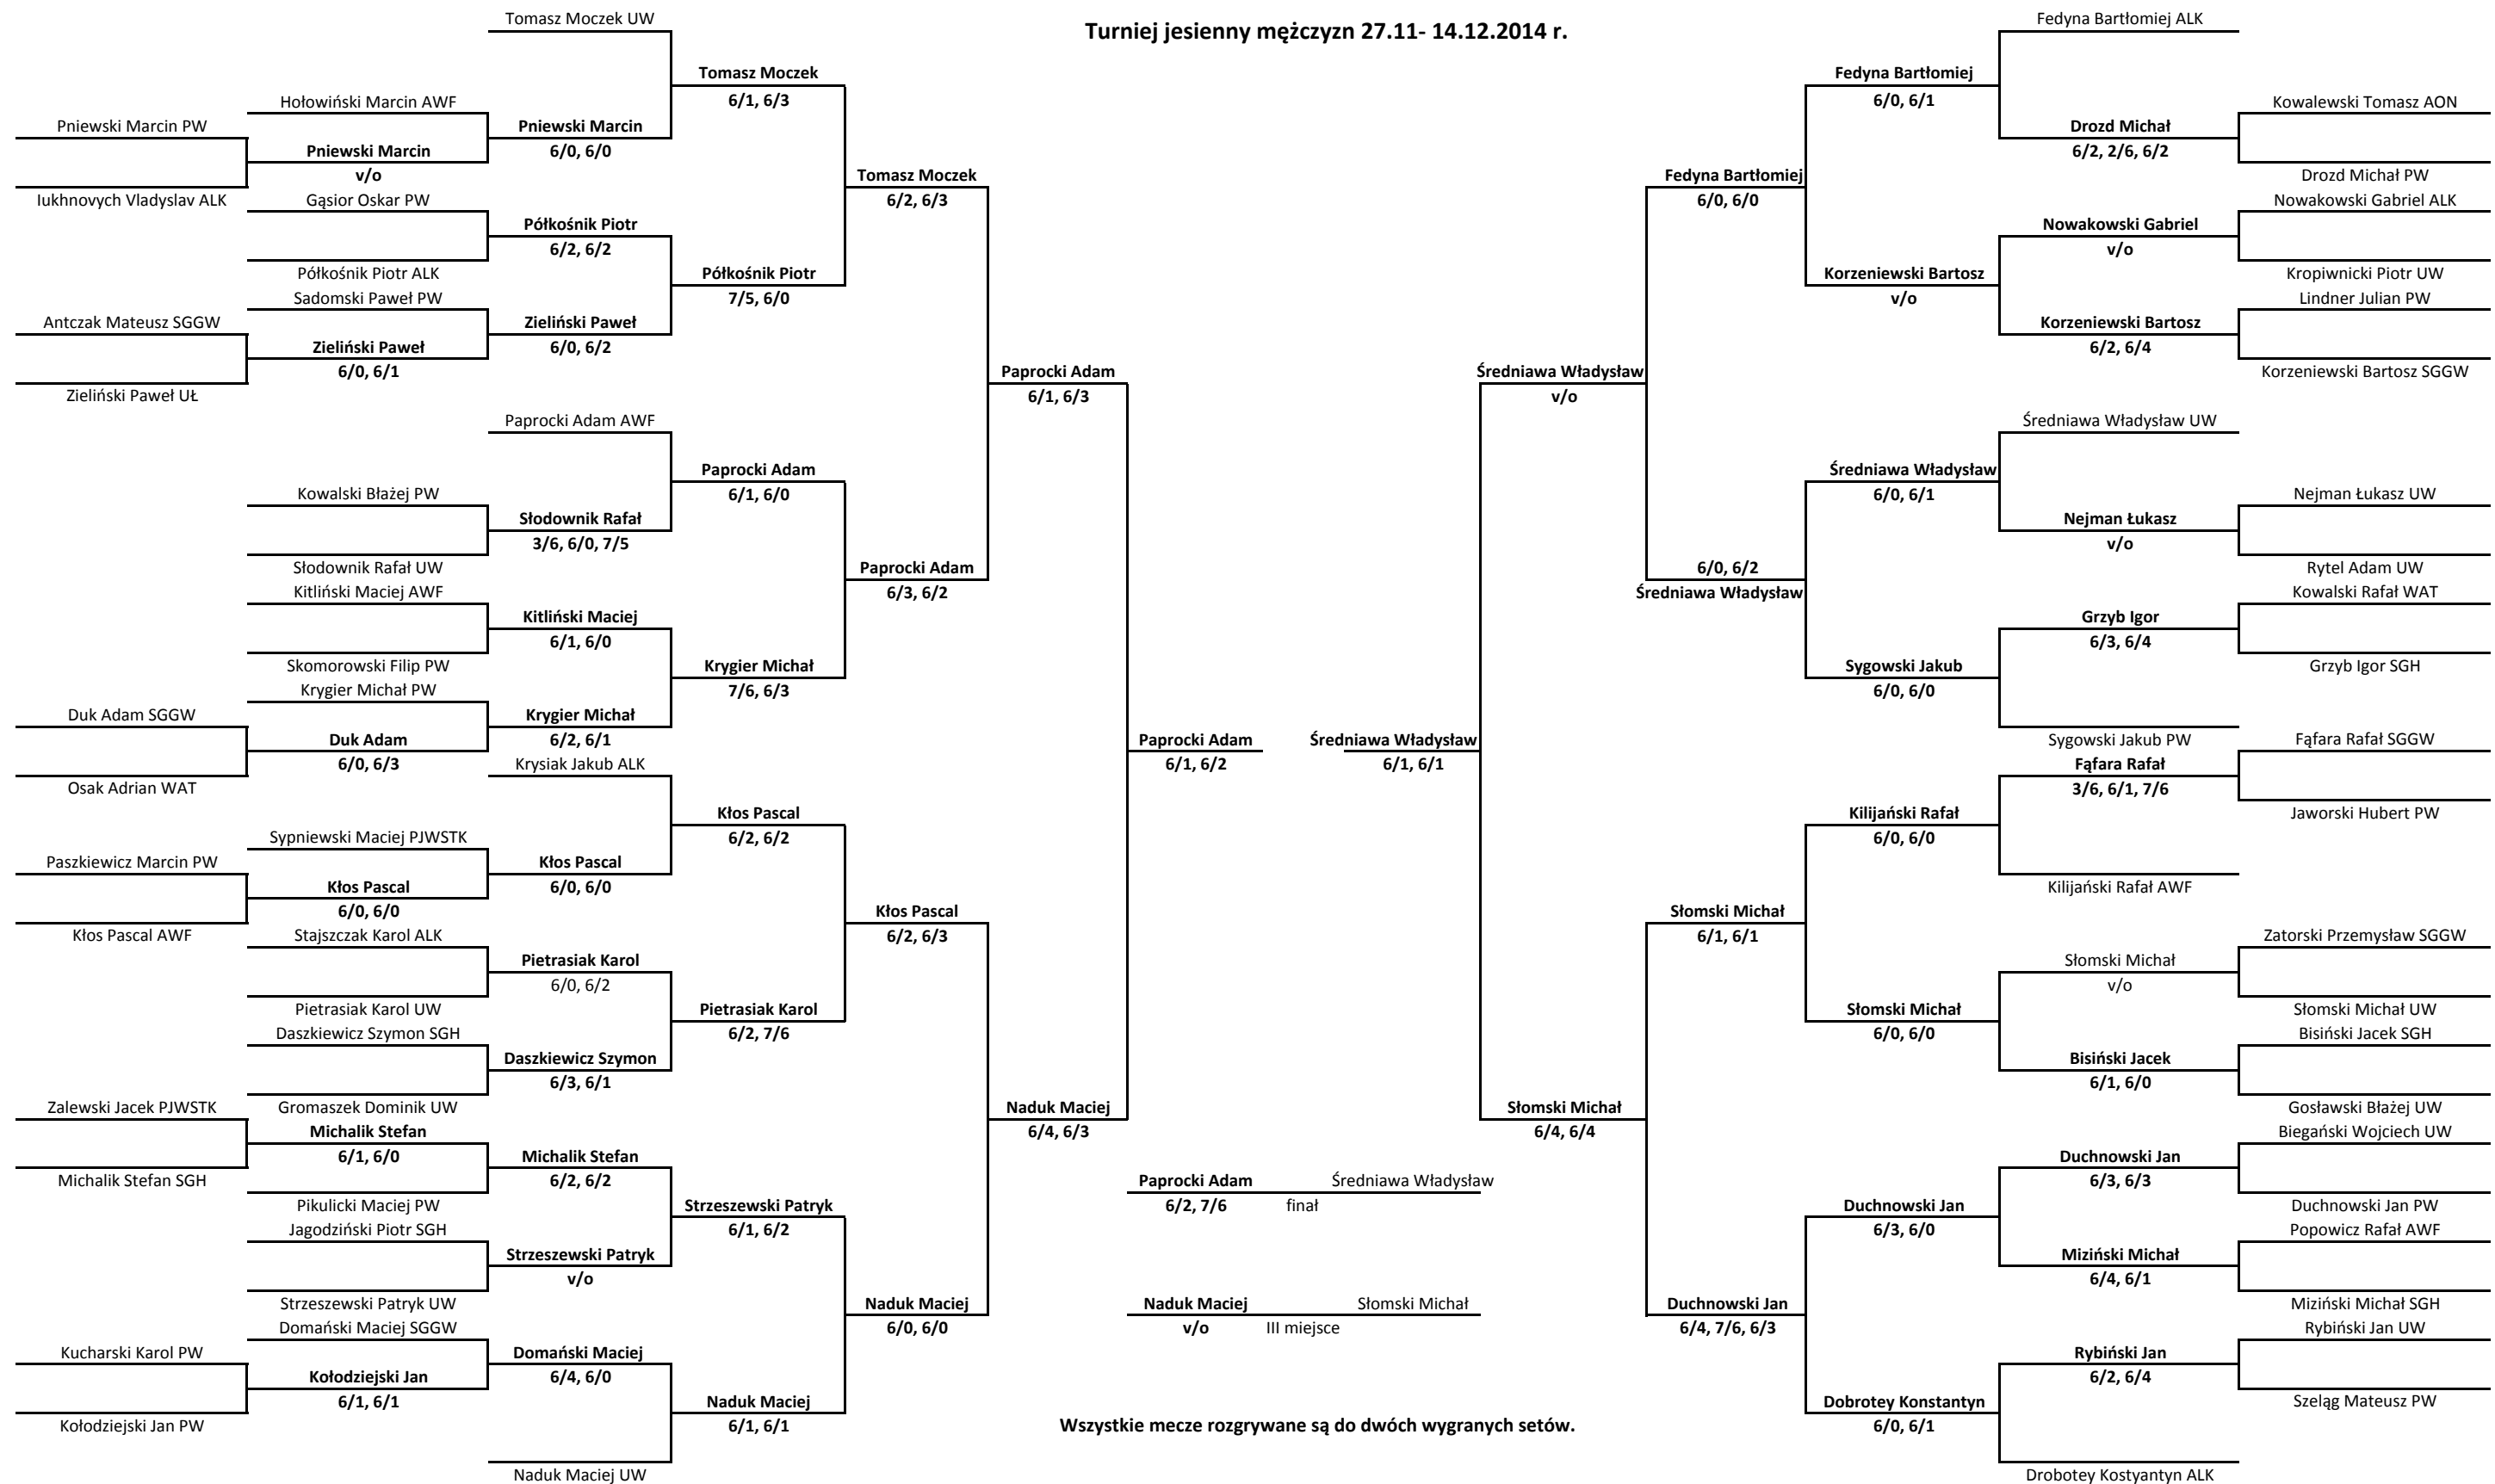 Turniej jesienny mężczyzn 27.11- 14.12.2014 r.
Pniewski Marcin PW
Iukhnovych Vladyslav ALK
Antczak Mateusz SGGW
Zieliński Paweł UŁ
Duk Adam SGGW
Osak Adrian WAT
Paszkiewicz Marcin PW
Kłos Pascal AWF
Zalewski Jacek PJWSTK
Michalik Stefan SGH
Kucharski Karol PW
Kołodziejski Jan PW
Hołowiński Marcin AWF
Pniewski Marcin
v/o
Gąsior Oskar PW
Półkośnik Piotr ALK
Sadomski Paweł PW
Zieliński Paweł
6/0, 6/1
Kowalski Błażej PW
Słodownik Rafał UW
Kitliński Maciej AWF
Skomorowski Filip PW
Krygier Michał PW
Duk Adam
6/0, 6/3
Sypniewski Maciej PJWSTK
Kłos Pascal
6/0, 6/0
Stajszczak Karol ALK
Pietrasiak Karol UW
Daszkiewicz Szymon SGH
Gromaszek Dominik UW
Michalik Stefan
6/1, 6/0
Pikulicki Maciej PW
Jagodziński Piotr SGH
Strzeszewski Patryk UW
Domański Maciej SGGW
Kołodziejski Jan
6/1, 6/1
Tomasz Moczek UW
Pniewski Marcin
6/0, 6/0
Półkośnik Piotr
6/2, 6/2
Zieliński Paweł
6/0, 6/2
Paprocki Adam AWF
Słodownik Rafał
3/6, 6/0, 7/5
Kitliński Maciej
6/1, 6/0
Krygier Michał
6/2, 6/1
Krysiak Jakub ALK
Kłos Pascal
6/0, 6/0
Pietrasiak Karol
6/0, 6/2
Daszkiewicz Szymon
6/3, 6/1
Michalik Stefan
6/2, 6/2
Strzeszewski Patryk
v/o
Domański Maciej
6/4, 6/0
Naduk Maciej UW
Tomasz Moczek
6/1, 6/3
Półkośnik Piotr
7/5, 6/0
Paprocki Adam
6/1, 6/0
Krygier Michał
7/6, 6/3
Kłos Pascal
6/2, 6/2
Pietrasiak Karol
6/2, 7/6
Strzeszewski Patryk
6/1, 6/2
Naduk Maciej
6/1, 6/1
Tomasz Moczek
6/2, 6/3
Paprocki Adam
6/3, 6/2
Kłos Pascal
6/2, 6/3
Naduk Maciej
6/0, 6/0
Paprocki Adam
6/1, 6/3
Naduk Maciej
6/4, 6/3
Paprocki Adam
6/1, 6/2
Średniawa Władysław
6/1, 6/1
Paprocki Adam Średniawa Władysław
6/2, 7/6 finał
Naduk Maciej Słomski Michał
v/o III miejsce
Wszystkie mecze rozgrywane są do dwóch wygranych setów.
Średniawa Władysław
v/o
Słomski Michał
6/4, 6/4
Fedyna Bartłomiej
6/0, 6/0
6/0, 6/2
Średniawa Władysław
Słomski Michał
6/1, 6/1
Duchnowski Jan
6/4, 7/6, 6/3
Fedyna Bartłomiej
6/0, 6/1
Korzeniewski Bartosz
v/o
Średniawa Władysław
6/0, 6/1
Sygowski Jakub
6/0, 6/0
Kilijański Rafał
6/0, 6/0
Słomski Michał
6/0, 6/0
Duchnowski Jan
6/3, 6/0
Dobrotey Konstantyn
6/0, 6/1
Fedyna Bartłomiej ALK
Drozd Michał
6/2, 2/6, 6/2
Nowakowski Gabriel
v/o
Korzeniewski Bartosz
6/2, 6/4
Średniawa Władysław UW
Nejman Łukasz
v/o
Grzyb Igor
6/3, 6/4
Sygowski Jakub PW
Fąfara Rafał
3/6, 6/1, 7/6
Kilijański Rafał AWF
Słomski Michał
v/o
Bisiński Jacek
6/1, 6/0
Duchnowski Jan
6/3, 6/3
Miziński Michał
6/4, 6/1
Rybiński Jan
6/2, 6/4
Drobotey Kostyantyn ALK
Kowalewski Tomasz AON
Drozd Michał PW
Nowakowski Gabriel ALK
Kropiwnicki Piotr UW
Lindner Julian PW
Korzeniewski Bartosz SGGW
Nejman Łukasz UW
Rytel Adam UW
Kowalski Rafał WAT
Grzyb Igor SGH
Fąfara Rafał SGGW
Jaworski Hubert PW
Zatorski Przemysław SGGW
Słomski Michał UW
Bisiński Jacek SGH
Gosławski Błażej UW
Biegański Wojciech UW
Duchnowski Jan PW
Popowicz Rafał AWF
Miziński Michał SGH
Rybiński Jan UW
Szeląg Mateusz PW